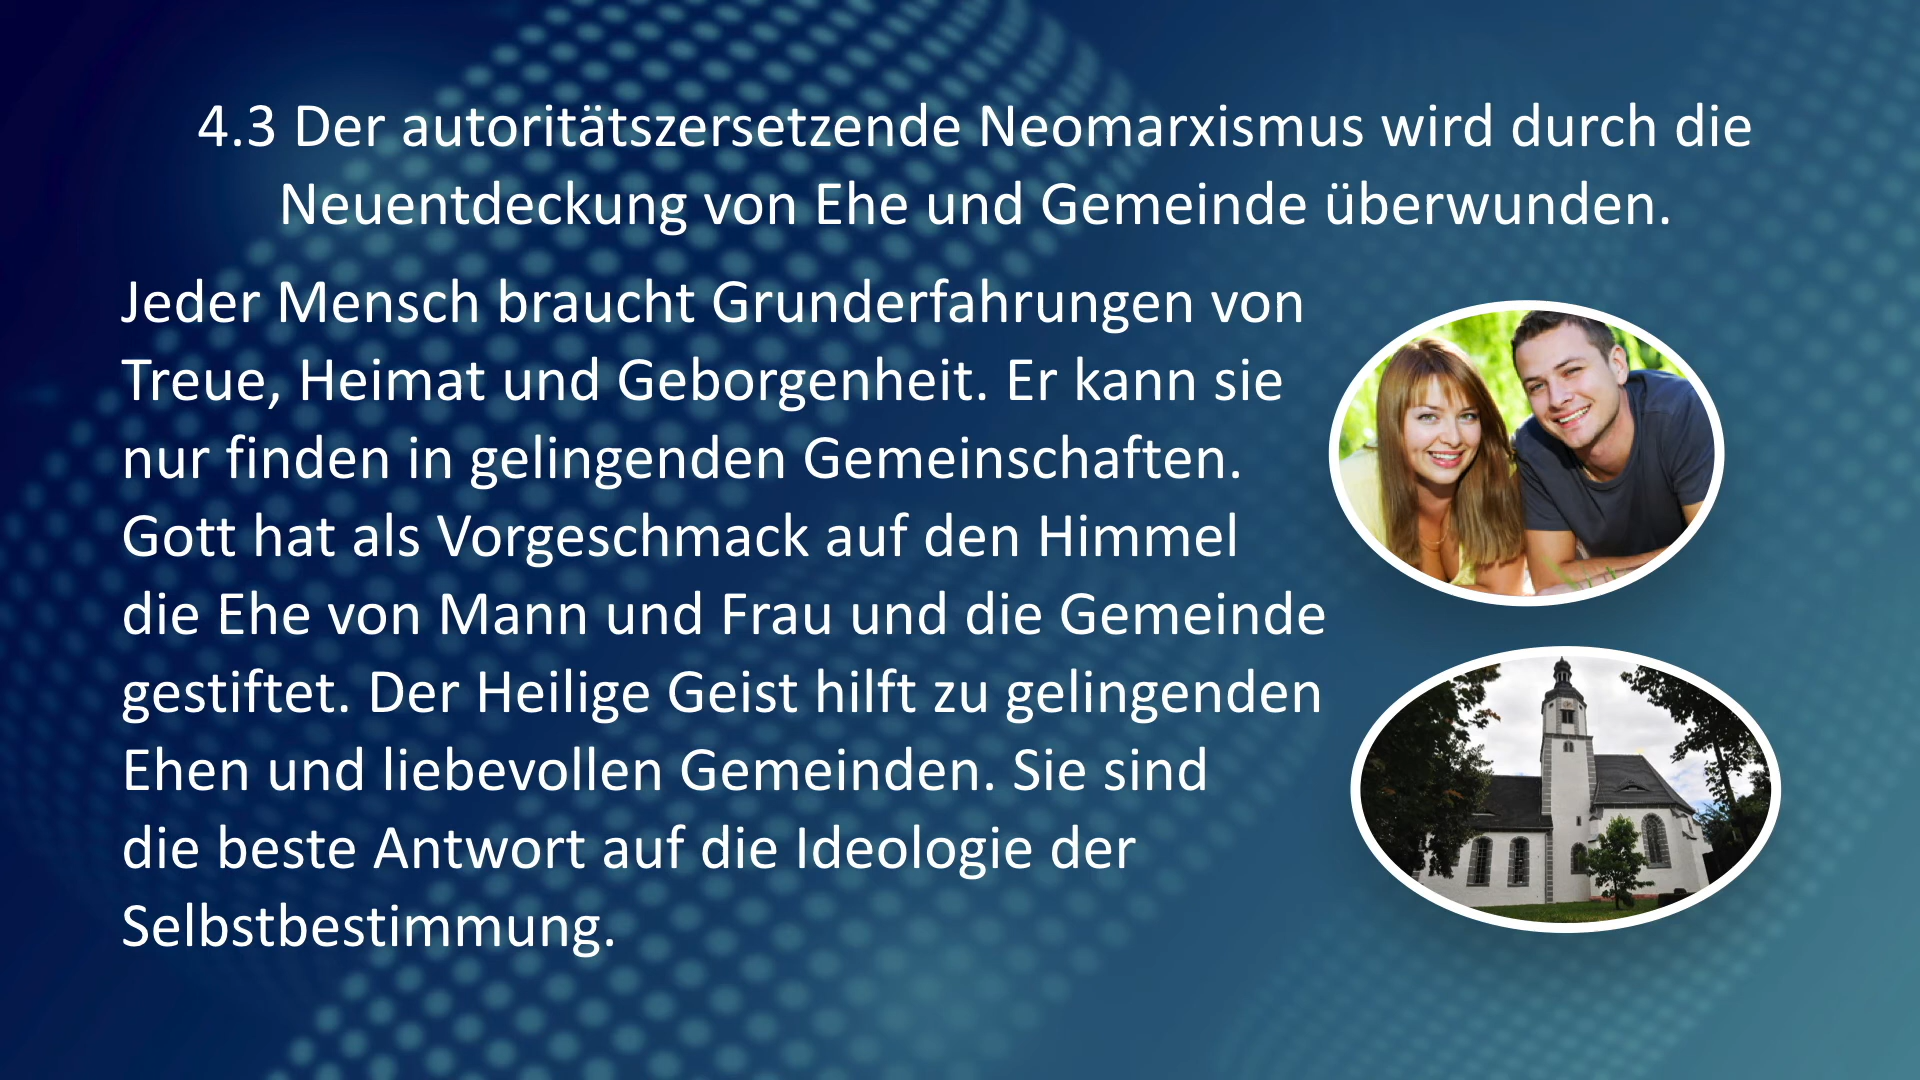 4.3 Der autoritätszersetzende Neomarxismus wird durch die
Neuentdeckung von Ehe und Gemeinde überwunden.
Jeder Mensch braucht Grunderfahrungen von
Treue, Heimat und Geborgenheit. Er kann sie
nur finden in gelingenden Gemeinschaften.
Gott hat als Vorgeschmack auf den Himmel
die Ehe von Mann und Frau und die Gemeinde
gestiftet. Der Heilige Geist hilft zu gelingenden
Ehen und liebevollen Gemeinden. Sie sind
die beste Antwort auf die Ideologie der
Selbstbestimmung.